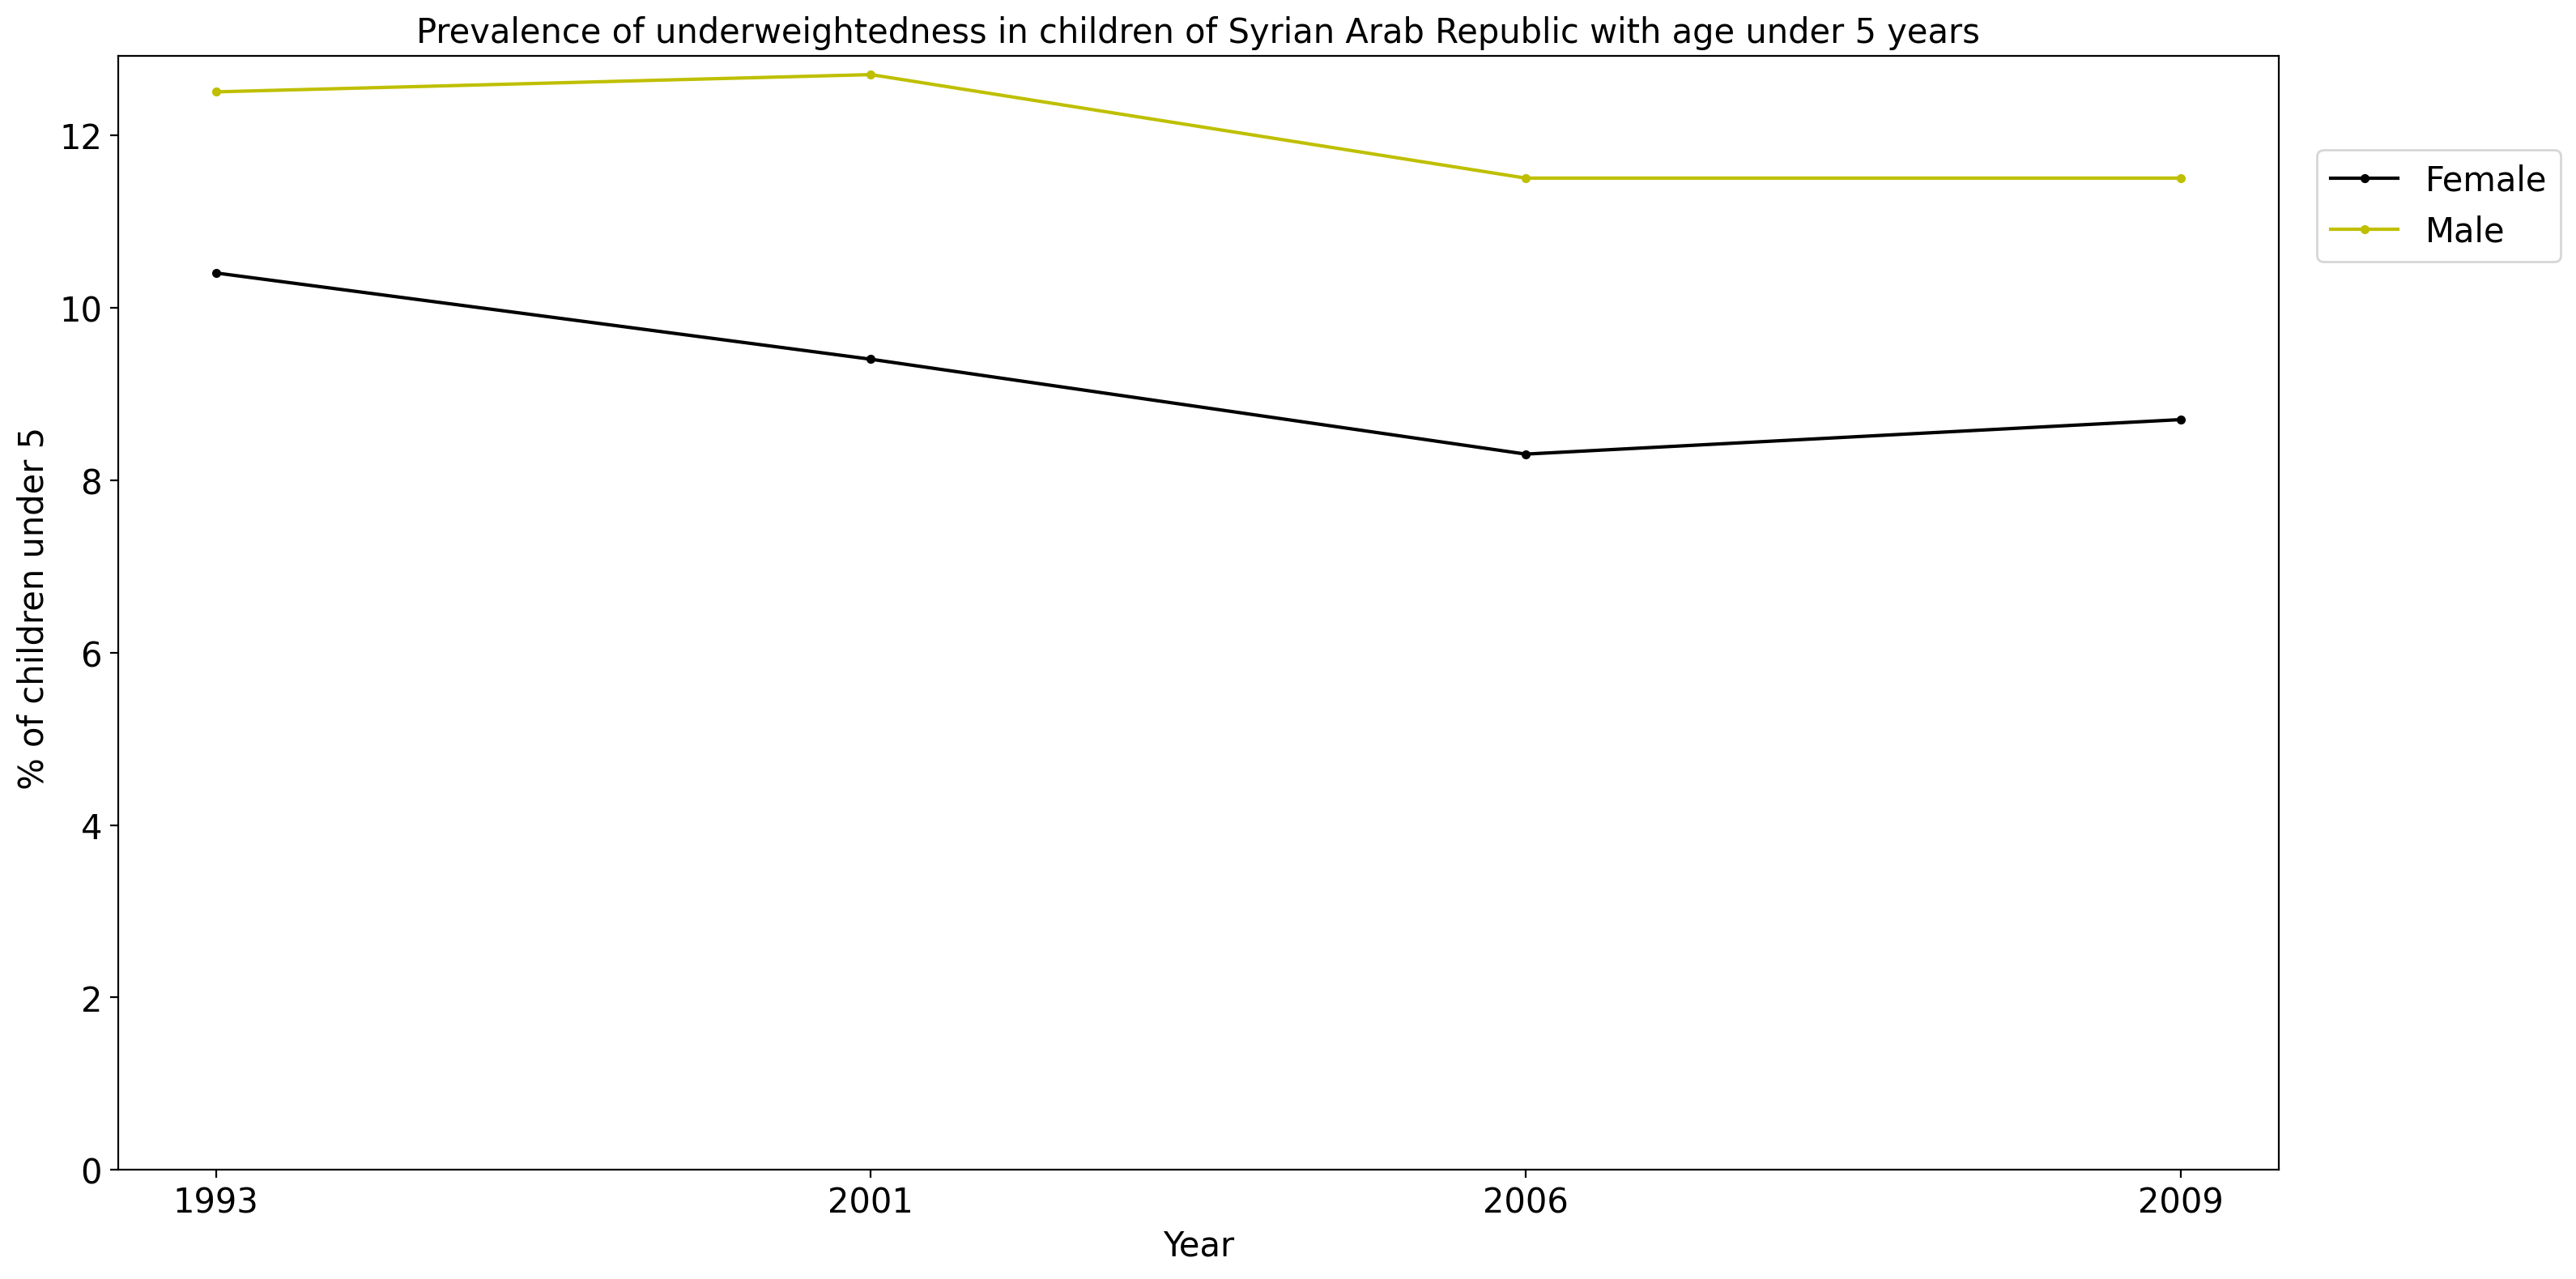 Prevalence of underweightedness in children of Syrian Arab Republic with age under 5 years
% of children under 5
12
10
8
6
4
2
0
1993 2001 2006 2009
Year
Female
Male